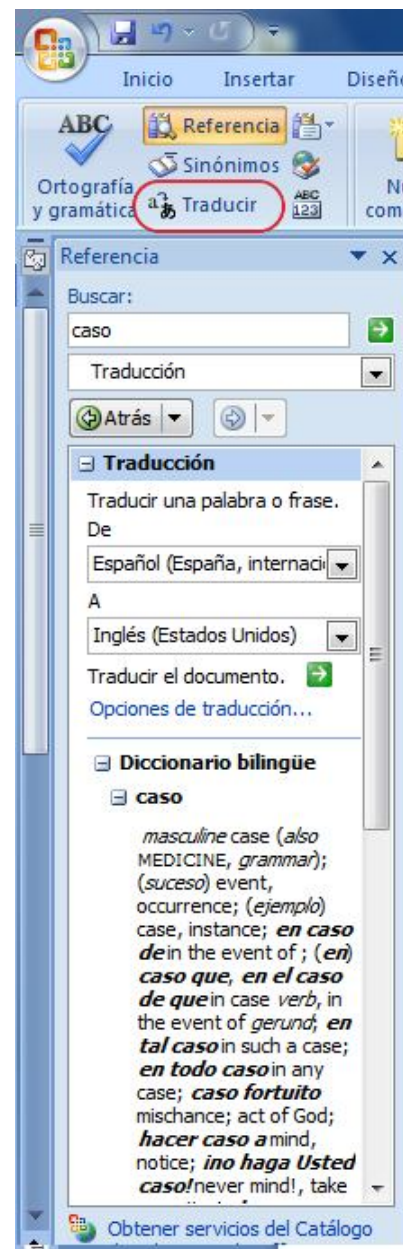 Inicio Insertar Diseñ
ABC
Ortografía
y gramática
Referencia
Sinónimos
aあ Traducir
ABC
123
N
com
Referencia
Buscar:
caso
Traducción
Atrás
Traducción
Traducir una palabra o frase.
De
Español (España, internaci
A
Inglés (Estados Unidos)
Traducir el documento.
Opciones de traducción...
Diccionario bilingüe
caso
masculine case (also
MEDICINE, grammar);
(suceso) event,
occurrence; (ejemplo)
case, instance; en caso
de in the event of ; (en)
caso que, en el caso
de que in case verb, in
the event of gerund; en
tal caso in such a case;
en todo caso in any
case; caso fortuito
mischance; act of God;
hacer caso a mind,
notice; ¡no haga Usted
caso! never mind!, take
Obtener servicios del Catálogo